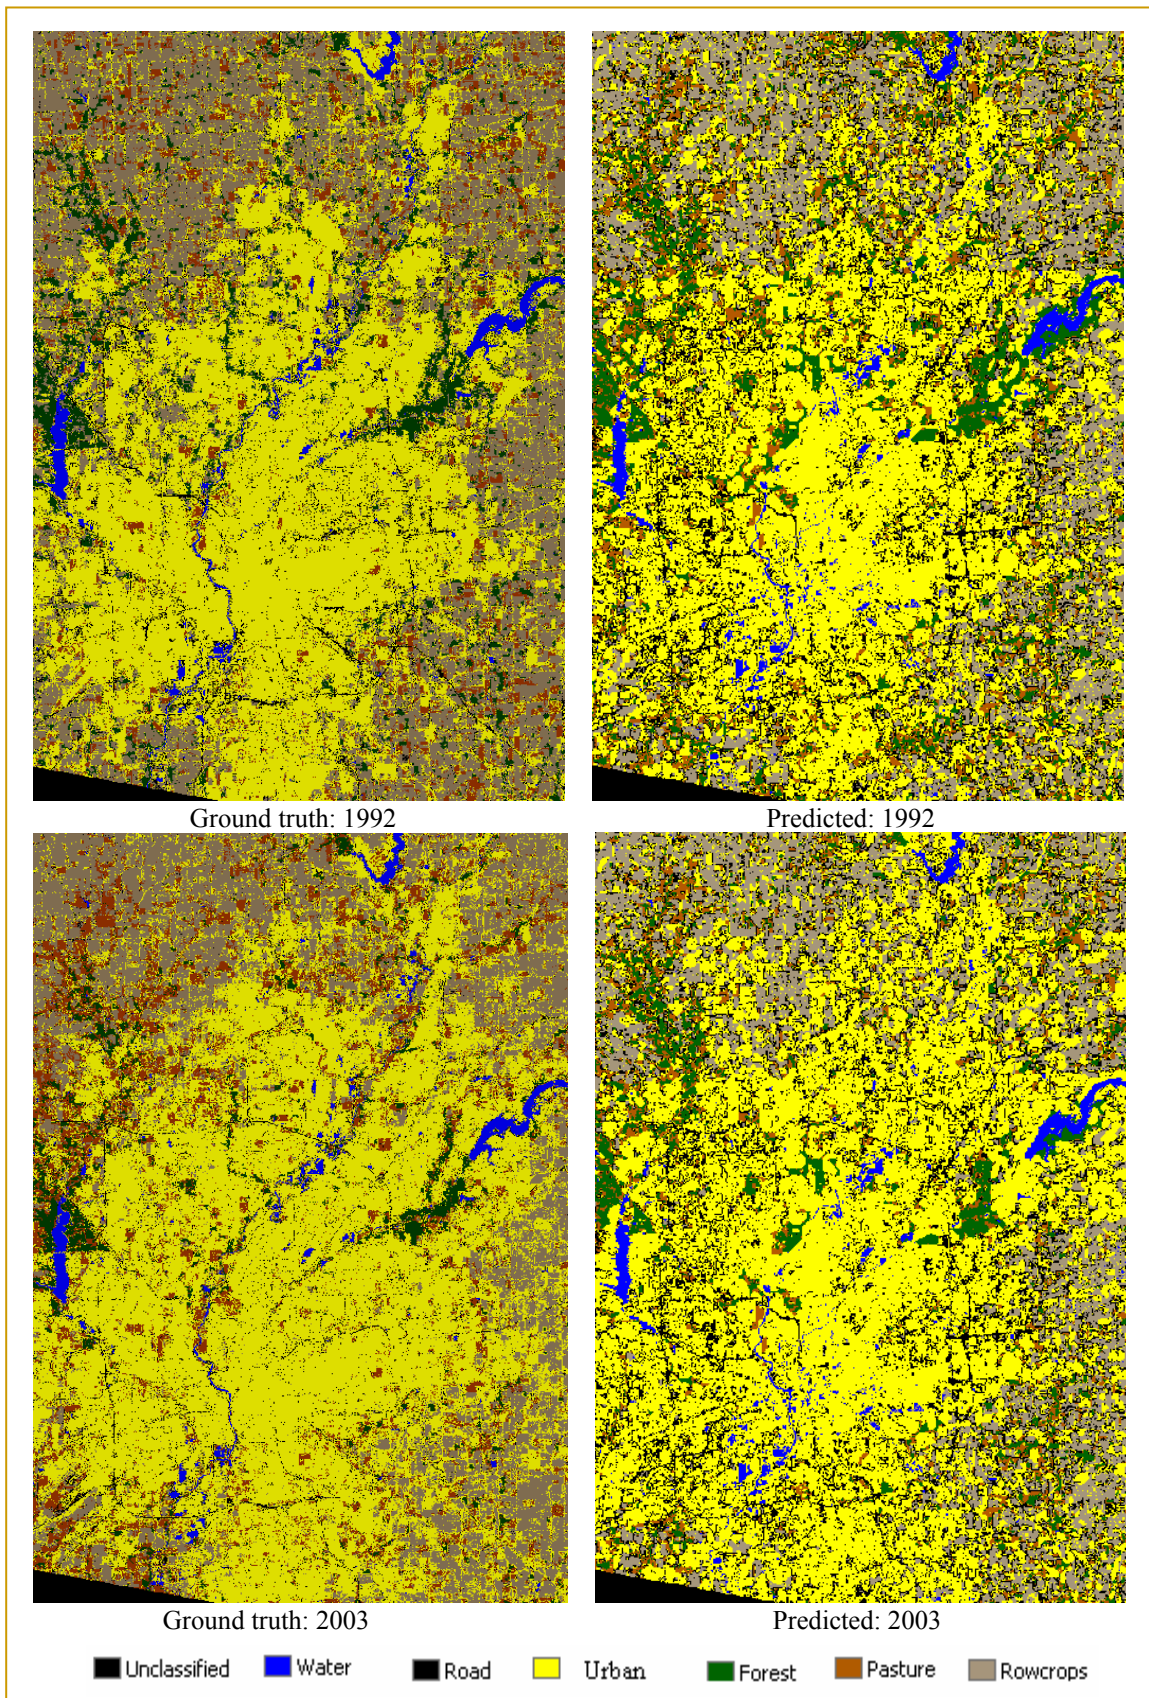 Ground truth: 1992
Predicted: 1992
Ground truth: 2003
Predicted: 2003
Unclassified Water Road Urban Forest Pasture Rowcrops